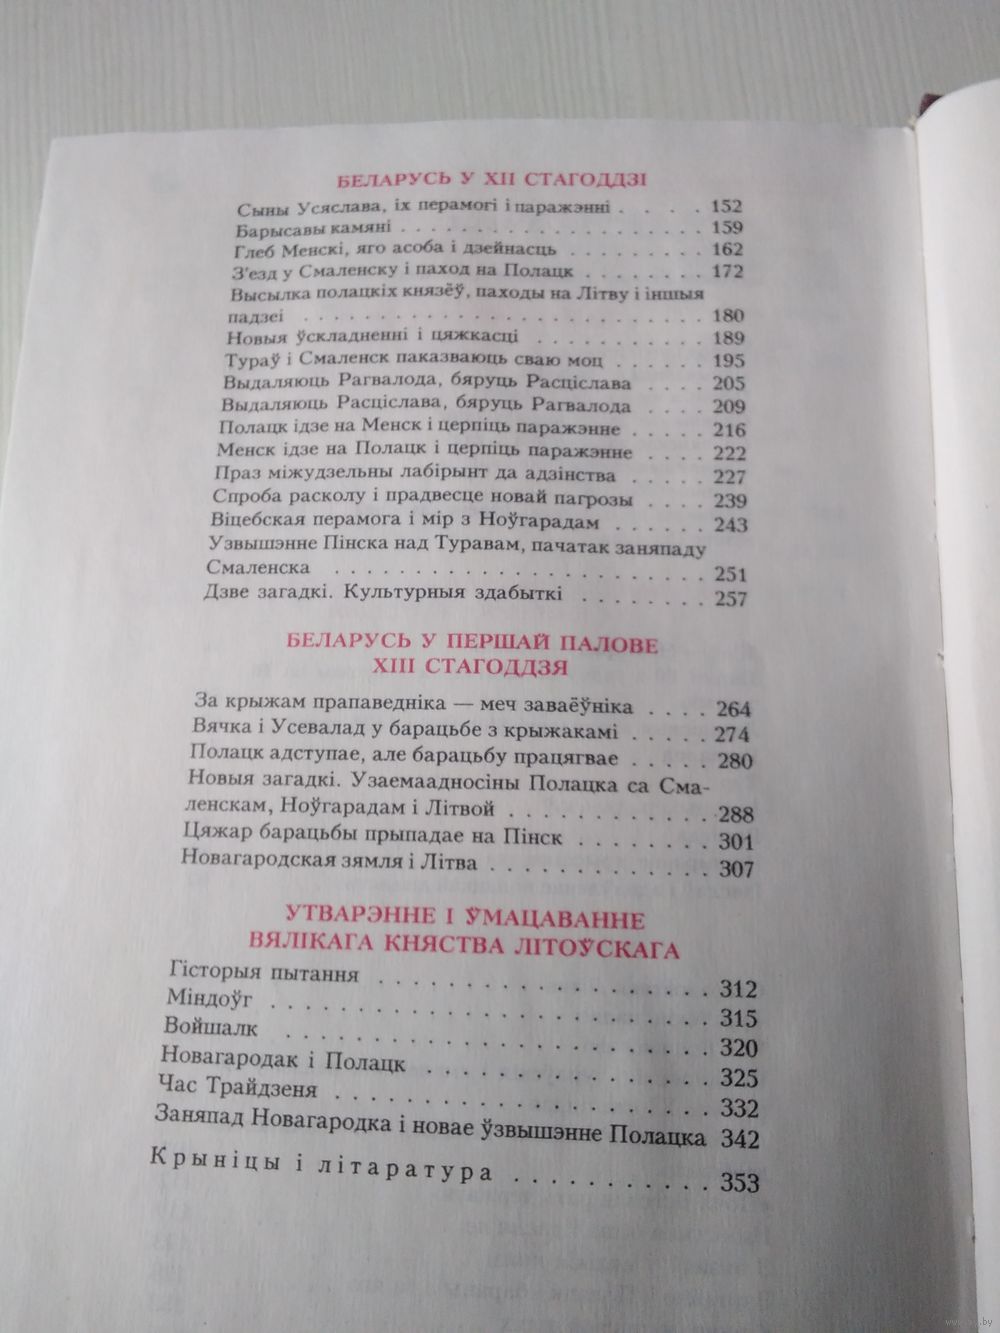 БЕЛАРУСЬ У XII СТАГОДДЗІ
Сыны Усяслава, іх перамогі і паражэнні . . . . 152
Барысавы камяні . . . . . . . . . . . . . . . 159
Глеб Менскі, яго асоба і дзейнасць . . . . . . . . 162
З'езд у Смаленску і паход на Полацк . . . . . . . 172
Высылка полацкіх князёў, паходы на Літву і іншыя
падзеі . . . . . . . . . . . . . . . . . . . . 180
Новыя ўскладненні і цяжкасці . . . . . . . . . 189
Тураў і Смаленск паказваюць сваю моц . . . . . . 195
Выдаляюць Рагвалода, бяруць Расціслава . . . . 205
Выдаляюць Расціслава, бяруць Рагвалода . . . . 209
Полацк ідзе на Менск і церпіць паражэнне . . . . . 216
Менск ідзе на Полацк і церпіць паражэнне . . . . 222
Праз міжудзельны лабірынт да адзінства . . . . . 227
Спроба расколу і прадвесце новай пагрозы . . . . 239
Віцебская перамога і мір з Ноўгарадам . . . . . . 243
Узвышэнне Пінска над Туравам, пачатак заняпаду
Смаленска . . . . . . . . . . . . . . . . . . . 251
Дзве загадкі. Культурныя здабыткі . . . . . . . 257
БЕЛАРУСЬ У ПЕРШАЙ ПАЛОВЕ
XIII СТАГОДДЗЯ
За крыжам прапаведніка — меч заваёўніка . . . . 264
Вячка і Усевалад у барацьбе з крыжакамі . . . . . 274
Полацк адступае, але барацьбу працягвае . . . . . 280
Новыя загадкі. Узаемаадносіны Полацка са Сма-
ленскам, Ноўгарадам і Літвой . . . . . . . . . . . 288
Цяжар барацьбы прыпадае на Пінск . . . . . . . 301
Новагародская зямля і Літва . . . . . . . . . . . . 307
УТВАРЭННЕ І ЎМАЦАВАННЕ
ВЯЛІКАГА КНЯСТВА ЛІТОЎСКАГА
Гісторыя пытання . . . . . . . . . . . . . . . . . 312
Міндоўг . . . . . . . . . . . . . . . . . . . . . . 315
Войшалк . . . . . . . . . . . . . . . . . . . . . 320
Новагародак і Полацк . . . . . . . . . . . . . . 325
Час Трайдзеня . . . . . . . . . . . . . . . . . . . 332
Заняпад Новагародка і новае ўзвышэнне Полацка 342
Крыніцы і літаратура . . . . . . . . . . . 353